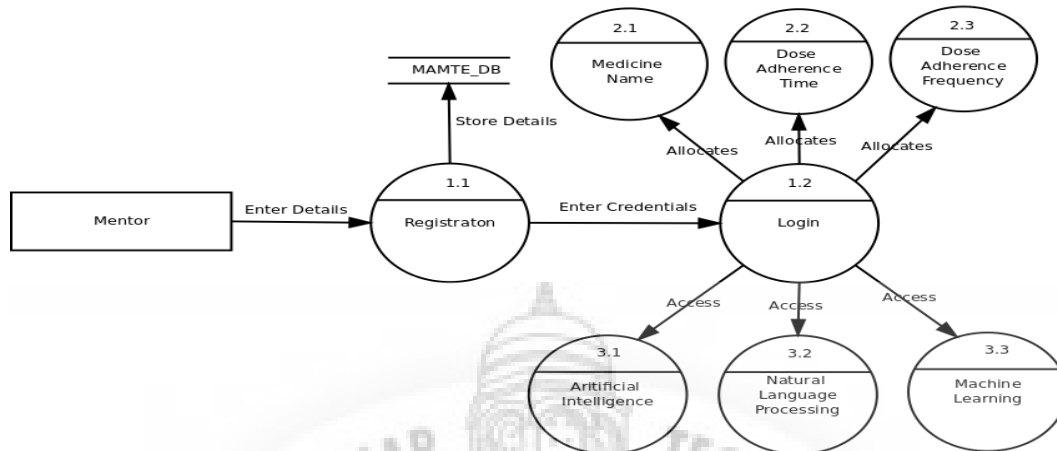 2.1
Medicine
Name
2.2
Dose
Adherence
Time
2.3
Dose
Adherence
Frequency
MAMTE_DB
Store Details
Allocates
Allocates
Allocates
Mentor
Enter Details
1.1
Registraton
Enter Credentials
1.2
Login
Access
Access
Access
3.1
Aritificial
Intelligence
3.2
Natural
Language
Processing
3.3
Machine
Learning